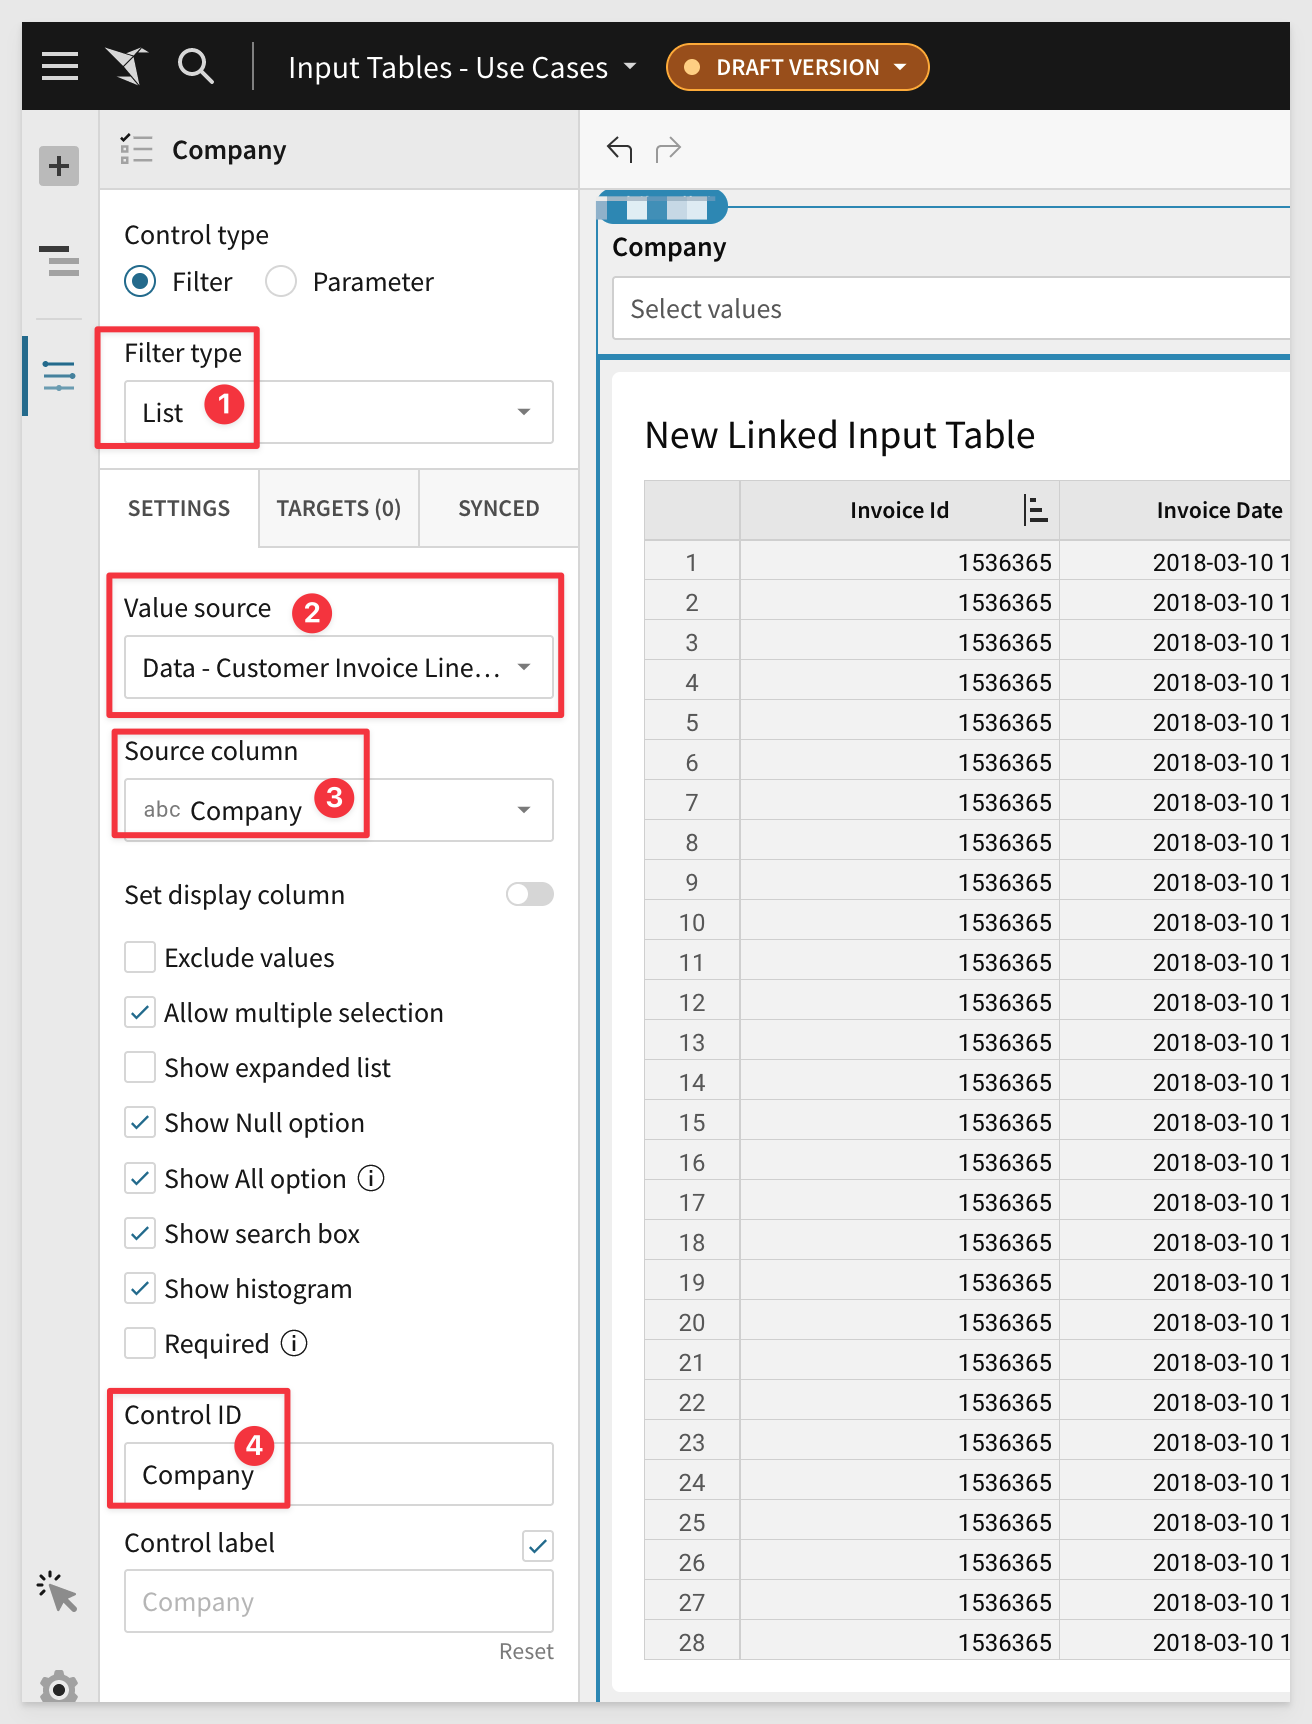 Input Tables - Use Cases
DRAFT VERSION
Company
Control type
Filter
Parameter
Filter type
List
1
SETTINGS
TARGETS (0)
SYNCED
Value source
2
Data - Customer Invoice Line...
Source column
abc Company
3
Set display column
Exclude values
Allow multiple selection
Show expanded list
Show Null option
Show All option
Show search box
Show histogram
Required
Control ID
4
Company
Control label
Company
Reset
Company
Select values
New Linked Input Table
Invoice Id Invoice Date
1 1536365 2018-03-10 1
2 1536365 2018-03-10 1
3 1536365 2018-03-10 1
4 1536365 2018-03-10 1
5 1536365 2018-03-10 1
6 1536365 2018-03-10 1
7 1536365 2018-03-10 1
8 1536365 2018-03-10 1
9 1536365 2018-03-10 1
10 1536365 2018-03-10 1
11 1536365 2018-03-10 1
12 1536365 2018-03-10 1
13 1536365 2018-03-10 1
14 1536365 2018-03-10 1
15 1536365 2018-03-10 1
16 1536365 2018-03-10 1
17 1536365 2018-03-10 1
18 1536365 2018-03-10 1
19 1536365 2018-03-10 1
20 1536365 2018-03-10 1
21 1536365 2018-03-10 1
22 1536365 2018-03-10 1
23 1536365 2018-03-10 1
24 1536365 2018-03-10 1
25 1536365 2018-03-10 1
26 1536365 2018-03-10 1
27 1536365 2018-03-10 1
28 1536365 2018-03-10 1